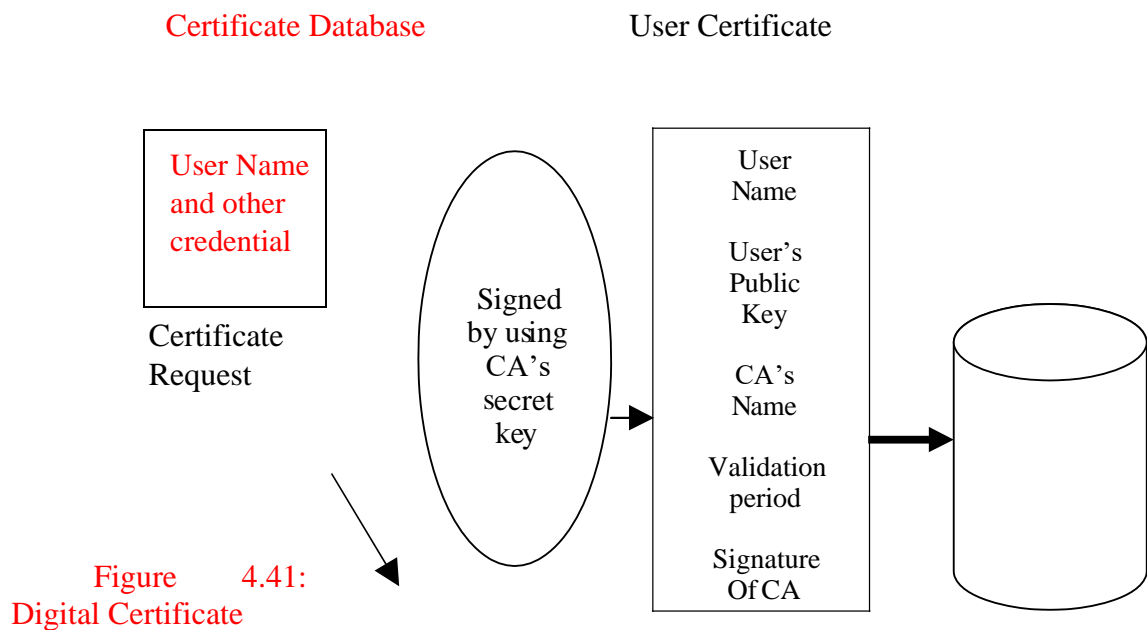 Certificate Database
User Certificate
User Name
and other
credential
Certificate
Request
Signed
by using
CA's
secret
key
User
Name
User's
Public
Key
CA's
Name
Validation
period
Signature
Of CA
Figure 4.41:
Digital Certificate